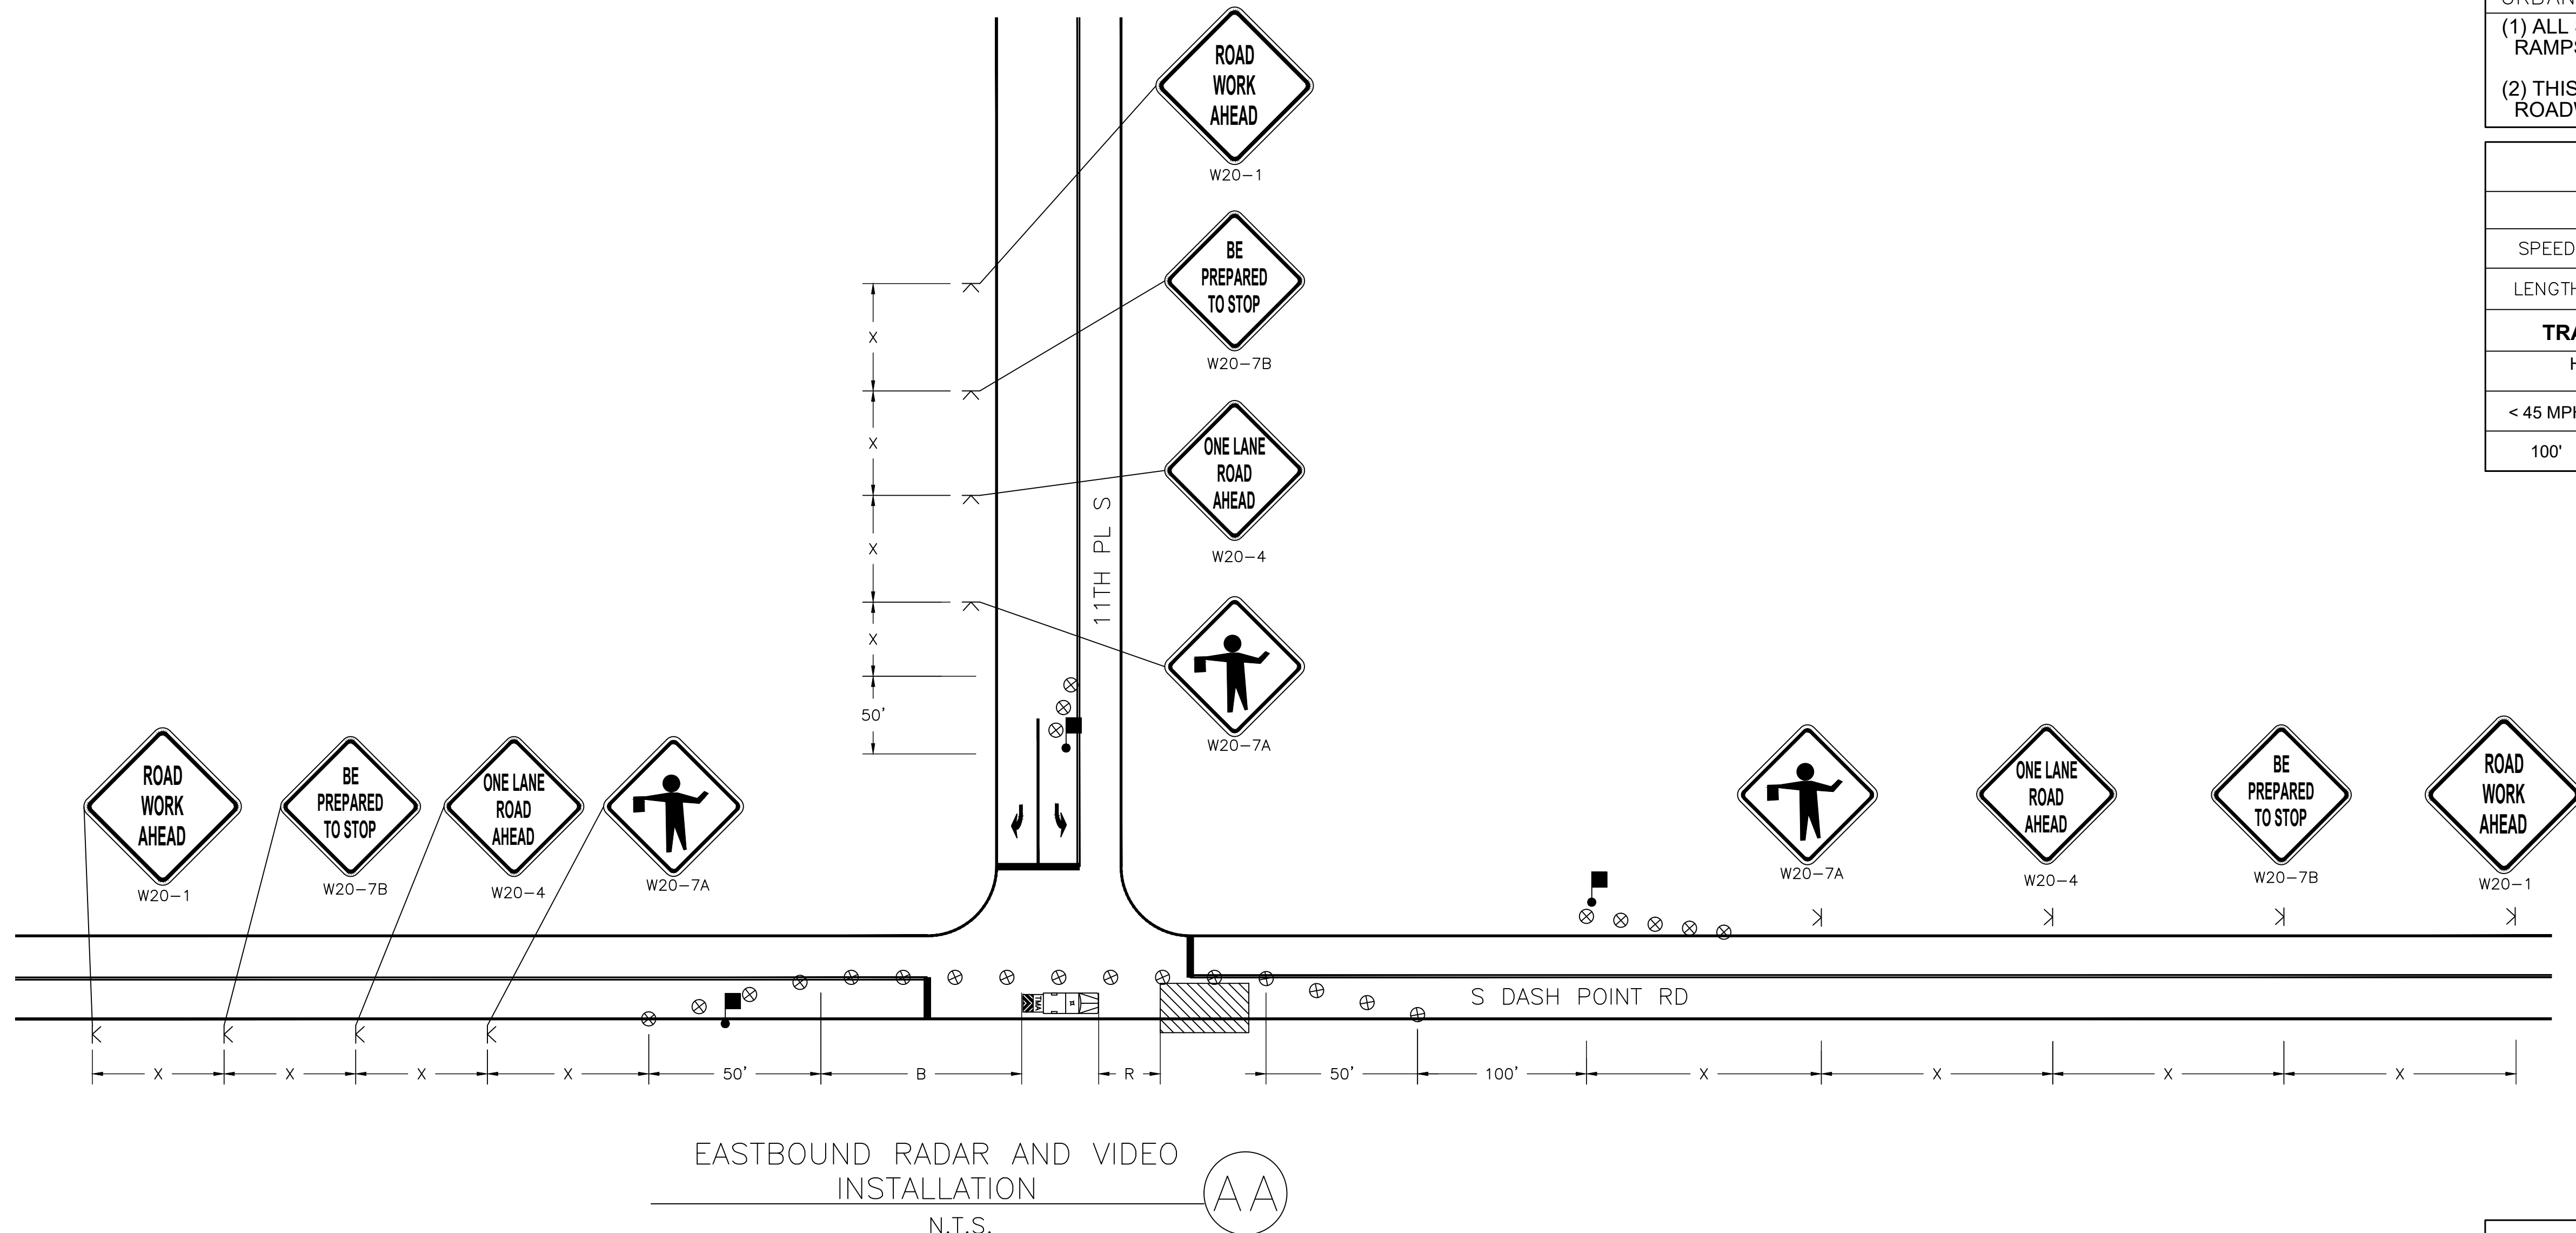 ROAD
WORK
AHEAD
W20-1
BE
PREPARED
TO STOP
W20-7B
ONE LANE
ROAD
AHEAD
W20-4
W20-7A
X
X
X
X
50'
11TH PL S
ROAD
WORK
AHEAD
W20-1
BE
PREPARED
TO STOP
W20-7B
ONE LANE
ROAD
AHEAD
W20-4
W20-7A
W20-7A
ONE LANE
ROAD
AHEAD
W20-4
BE
PREPARED
TO STOP
W20-7B
ROAD
WORK
AHEAD
W20-1
TMA
S DASH POINT RD
X X X X 50' B R 50' 100' X X X X
EASTBOUND RADAR AND VIDEO
INSTALLATION
AA
N.T.S.
(1) ALL
RAMPS
(2) THIS
ROADW
SPEED
LENGTH
TRA
H
< 45 MPH
100'